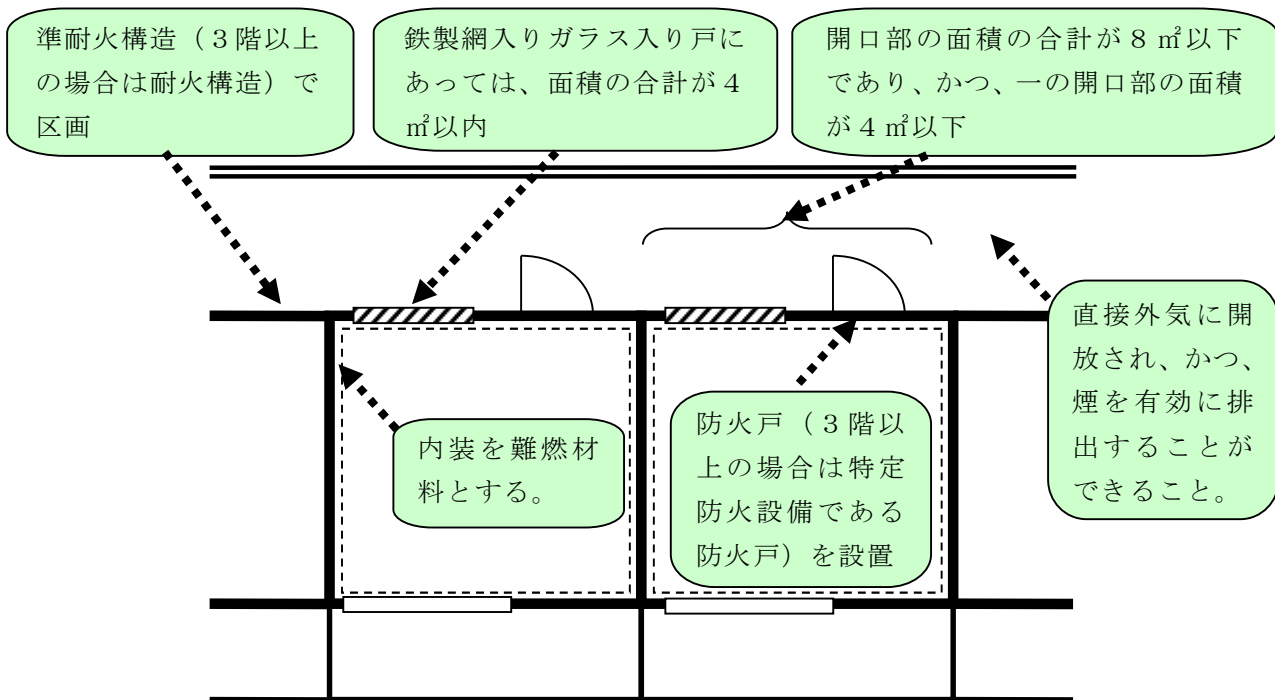 準耐火構造(3階以上
の場合は耐火構造)で
区画
鉄製網入りガラス入り戸に
あっては、面積の合計が4
㎡以内
開口部の面積の合計が8㎡以下
であり、かつ、一の開口部の面積
が4㎡以下
直接外気に開
放され、かつ、
煙を有効に排
出することが
できること。
内装を難燃材
料とする。
防火戸(3階以
上の場合は特定
防火設備である
防火戸)を設置